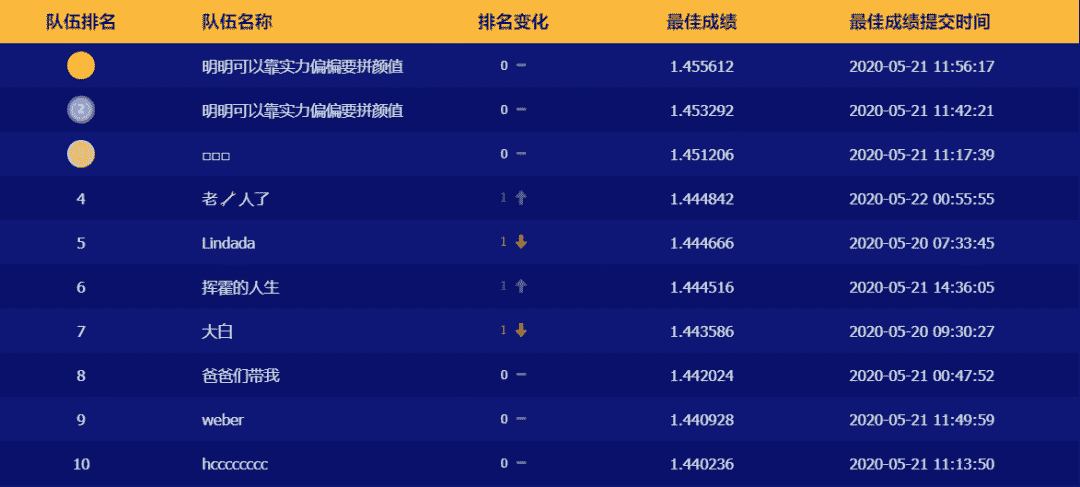 队伍排名 队伍名称 排名变化 最佳成绩 最佳成绩提交时间
明明可以靠实力偏楄要拼颜值 0 1.455612 2020-05-21 11:56:17
2 明明可以靠实力偏偏要拼颜值 0 1.453292 2020-05-21 11:42:21
□□□ 0 1.451206 2020-05-21 11:17:39
4 老⺁人了 1 1.444842 2020-05-22 00:55:55
5 Lindada 1 1.444666 2020-05-20 07:33:45
6 挥霍的人生 1 1.444516 2020-05-21 14:36:05
7 大白 1 1.443586 2020-05-20 09:30:27
8 爸爸们带我 0 1.442024 2020-05-21 00:47:52
9 weber 0 1.440928 2020-05-21 11:49:59
10 hcccccccc 0 1.440236 2020-05-21 11:13:50